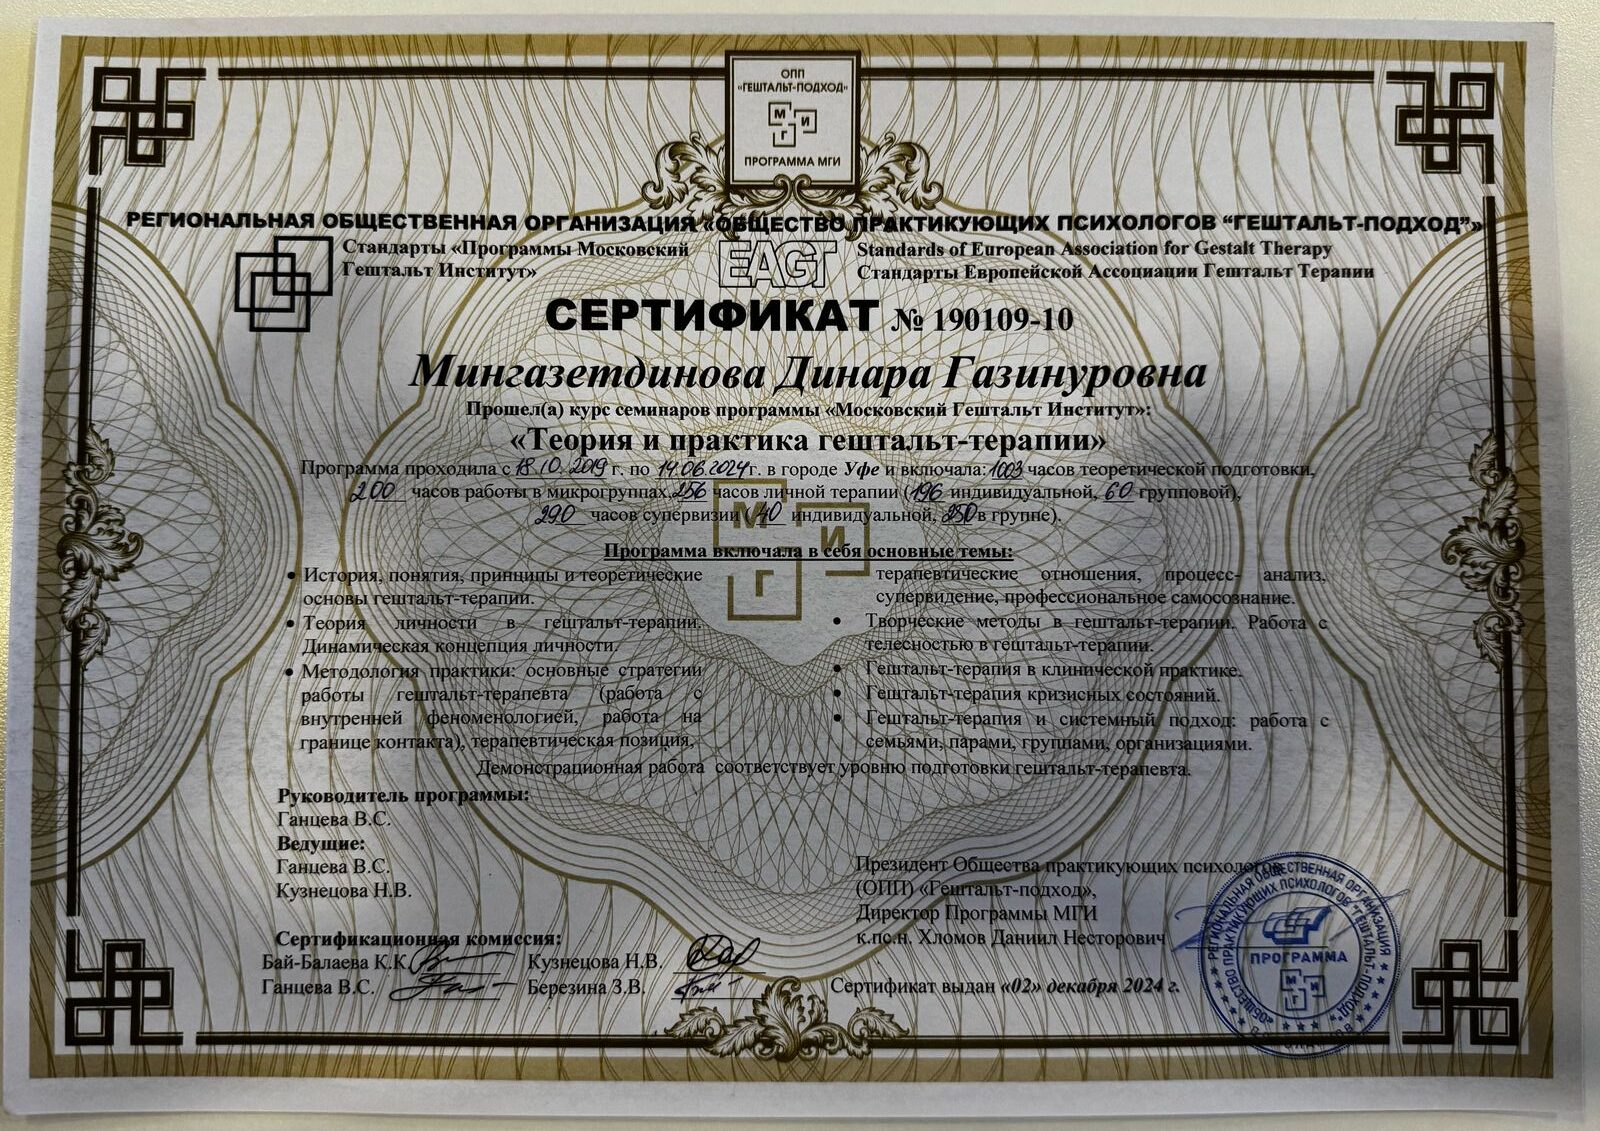 ОПП
«ГЕШТАЛЬТ-ПОДХОД»
М И
Г
ПРОГРАММА МГИ
РЕГИОНАЛЬНАЯ ОБЩЕСТВЕННАЯ ОРГАНИЗАЦИЯ «ОБЩЕСТВО ПРАКТИКУЮЩИХ ПСИХОЛОГОВ “ГЕШТАЛЬТ-ПОДХОД”»
Стандарты «Программы Московский
Гештальт Институт»
EAGT
Standards of European Association for Gestalt Therapy
Стандарты Европейской Ассоциации Гештальт Терапии
СЕРТИФИКАТ № 190109-10
Мингазетдинова Динара Газинуровна
Прошел(а) курс семинаров программы «Московский Гештальт Институт»:
«Теория и практика гештальт-терапии»
Программа проходила с 18.10.2019 г. по 14.06.2024 г. в городе Уфе и включала: 1003 часов теоретической подготовки,
200 часов работы в микрогруппах, 256 часов личной терапии (196 индивидуальной, 60 групповой),
290 часов супервизии (40 индивидуальной, 250 в группе).
М И
Г
Программа включала в себя основные темы:
• История, понятия, принципы и теоретические
основы гештальт-терапии.
• Теория личности в гештальт-терапии.
Динамическая концепция личности.
• Методология практики: основные стратегии
работы гештальт-терапевта (работа с
внутренней феноменологией, работа на
границе контакта), терапевтическая позиция,
терапевтические отношения, процесс- анализ,
супервидение, профессиональное самосознание.
• Творческие методы в гештальт-терапии. Работа с
телесностью в гештальт-терапии.
• Гештальт-терапия в клинической практике.
• Гештальт-терапия кризисных состояний.
• Гештальт-терапия и системный подход: работа с
семьями, парами, группами, организациями.
Демонстрационная работа соответствует уровню подготовки гештальт-терапевта.
Руководитель программы:
Ганцева В.С.
Ведущие:
Ганцева В.С.
Кузнецова Н.В.
Сертификационная комиссия:
Бай-Балаева К.К. Кузнецова Н.В.
Ганцева В.С. Березина З.В.
Президент Общества практикующих психологов
(ОПП) «Гештальт-подход»,
Директор Программы МГИ
к.пс.н. Хломов Даниил Несторович
Сертификат выдан «02» декабря 2024 г.
РЕГИОНАЛЬНАЯ ОБЩЕСТВЕННАЯ ОРГАНИЗАЦИЯ
«ОБЩЕСТВО ПРАКТИКУЮЩИХ ПСИХОЛОГОВ "ГЕШТАЛЬТ-ПОДХОД"»
ПРОГРАММА
М И
Г